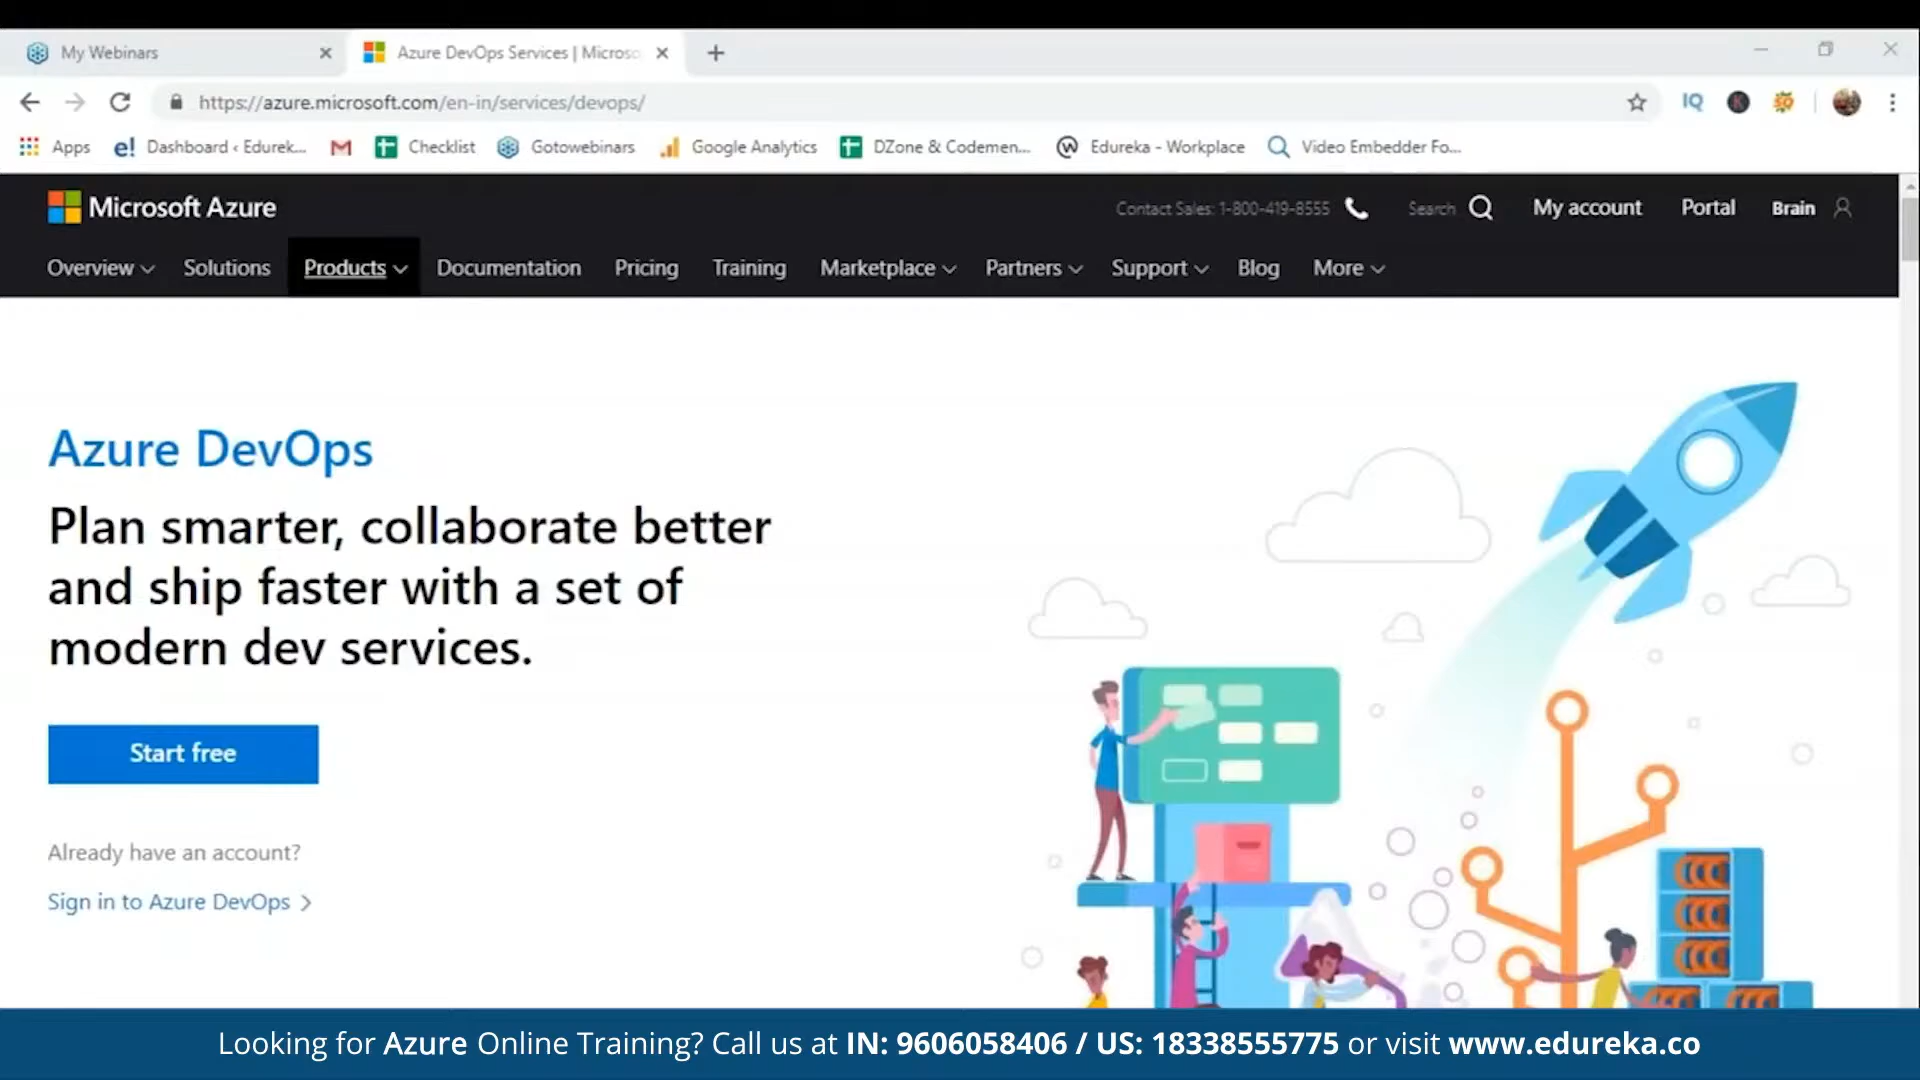 My Webinars
Azure DevOps Services | Microso
https://azure.microsoft.com/en-in/services/devops/
IQ
K
Apps
e! Dashboard ‹ Edurek...
Checklist
Gotowebinars
Google Analytics
DZone & Codemen...
Edureka - Workplace
Video Embedder Fo...
Microsoft Azure
Contact Sales: 1-800-419-8555
Search
My account
Portal
Brain
Overview
Solutions
Products
Documentation
Pricing
Training
Marketplace
Partners
Support
Blog
More
Azure DevOps
Plan smarter, collaborate better
and ship faster with a set of
modern dev services.
Start free
Already have an account?
Sign in to Azure DevOps
Looking for Azure Online Training? Call us at IN: 9606058406 / US: 18338555775 or visit www.edureka.co